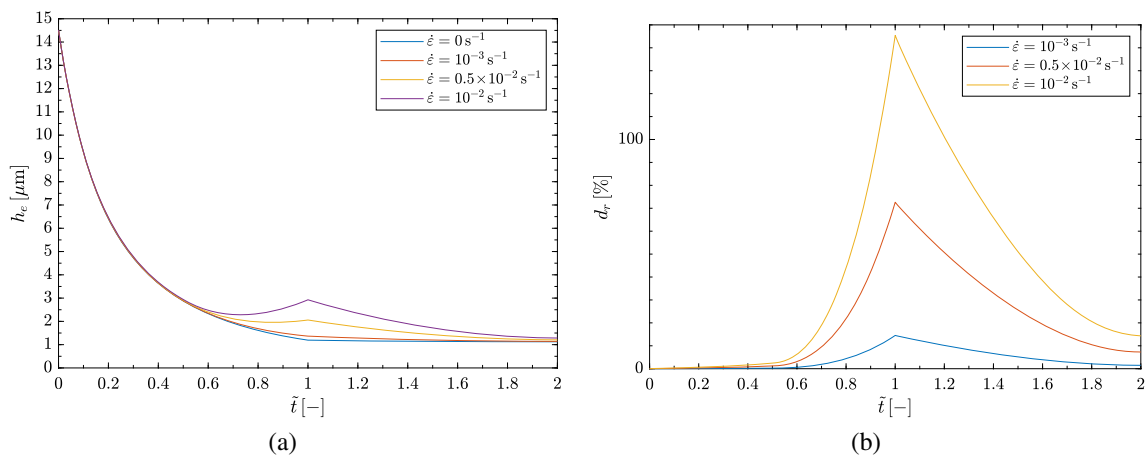 15
14
13
12
11
10
9
8
7
6
5
4
3
2
1
0
h_e [μm]
0 0.2 0.4 0.6 0.8 1 1.2 1.4 1.6 1.8 2
t̃ [−]
ε̇ = 0 s⁻¹
ε̇ = 10⁻³ s⁻¹
ε̇ = 0.5×10⁻² s⁻¹
ε̇ = 10⁻² s⁻¹
(a)
100
0
d_r [%]
0 0.2 0.4 0.6 0.8 1 1.2 1.4 1.6 1.8 2
t̃ [−]
ε̇ = 10⁻³ s⁻¹
ε̇ = 0.5×10⁻² s⁻¹
ε̇ = 10⁻² s⁻¹
(b)